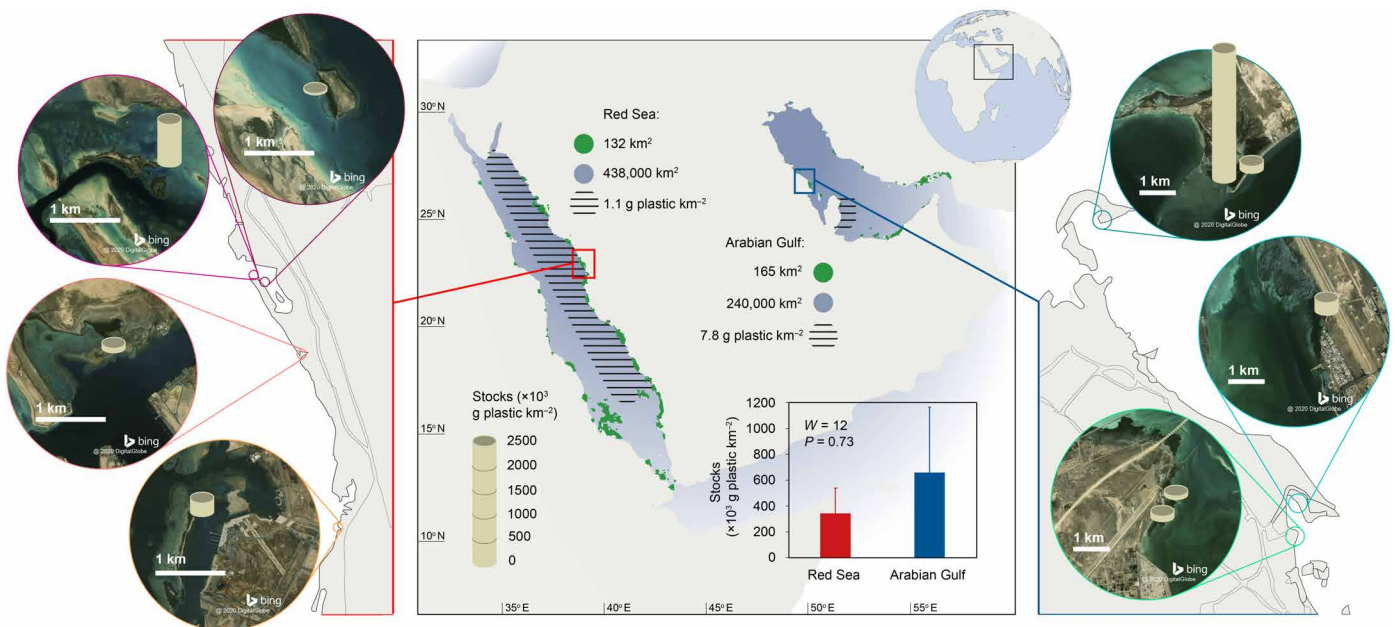 1 km
bing
@ 2020 DigitalGlobe
1 km
bing
@ 2020 DigitalGlobe
1 km
bing
@ 2020 DigitalGlobe
1 km
bing
@ 2020 DigitalGlobe
30° N
25° N
20° N
15° N
10° N
35° E
40° E
45° E
50° E
55° E
Red Sea:
132 km²
438,000 km²
1.1 g plastic km⁻²
Arabian Gulf:
165 km²
240,000 km²
7.8 g plastic km⁻²
Stocks (×10³
g plastic km⁻²)
2500
2000
1500
1000
500
0
Stocks
(×10³ g plastic km⁻²)
1200
1000
800
600
400
200
0
W = 12
P = 0.73
Red Sea
Arabian Gulf
1 km
bing
@ 2020 DigitalGlobe
1 km
bing
@ 2020 DigitalGlobe
1 km
bing
@ 2020 DigitalGlobe